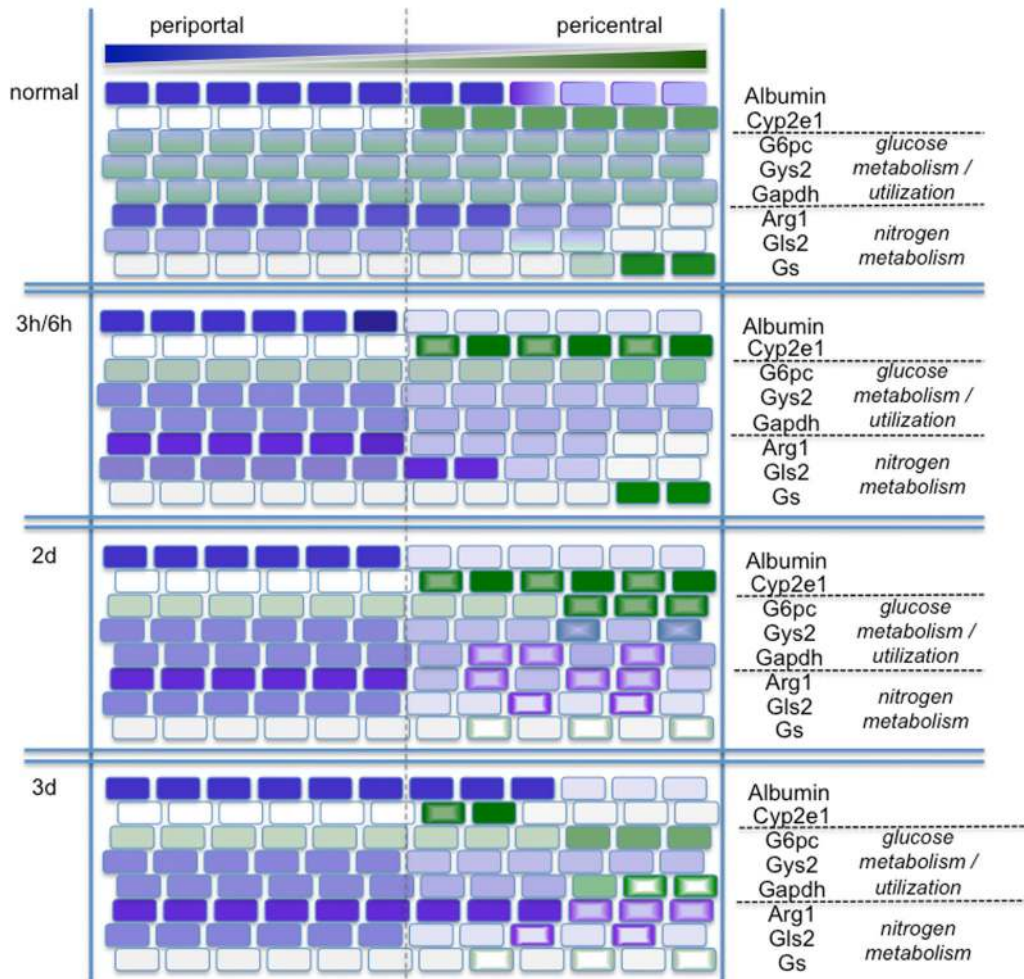 periportal pericentral
normal
Albumin
Cyp2e1
G6pc glucose
Gys2 metabolism /
Gapdh utilization
Arg1
Gls2 nitrogen
Gs metabolism
3h/6h
Albumin
Cyp2e1
G6pc glucose
Gys2 metabolism /
Gapdh utilization
Arg1
Gls2 nitrogen
Gs metabolism
2d
Albumin
Cyp2e1
G6pc glucose
Gys2 metabolism /
Gapdh utilization
Arg1
Gls2 nitrogen
Gs metabolism
3d
Albumin
Cyp2e1
G6pc glucose
Gys2 metabolism /
Gapdh utilization
Arg1
Gls2 nitrogen
Gs metabolism